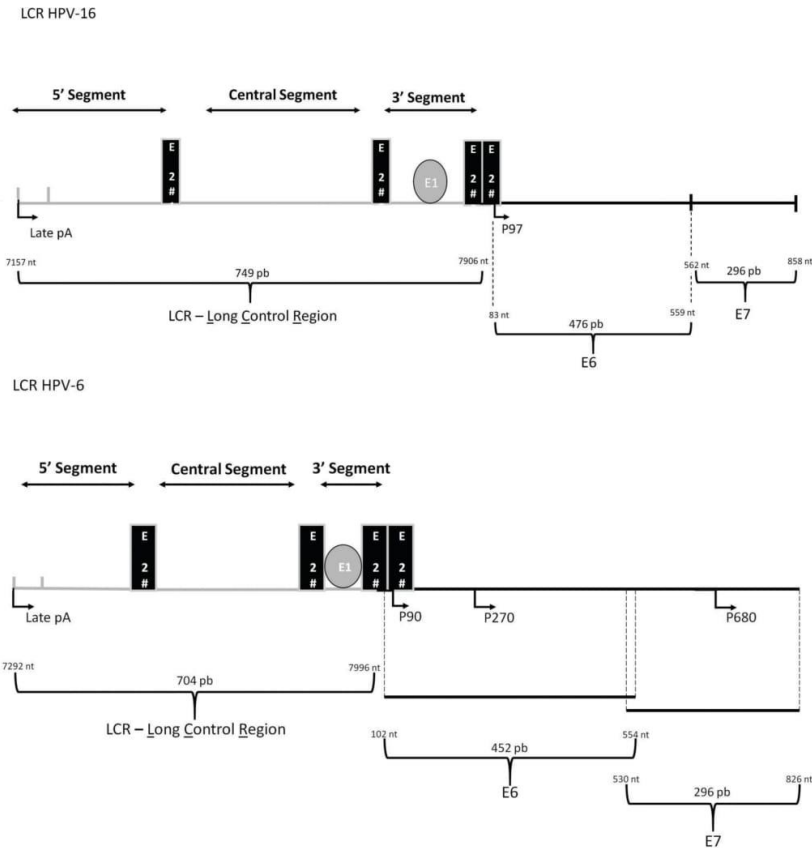 LCR HPV-16
5' Segment
Central Segment
3' Segment
E
2
#
E
2
#
E1
E
2
#
E
2
#
Late pA
P97
7157 nt
749 pb
7906 nt
LCR – Long Control Region
562 nt
296 pb
858 nt
E7
83 nt
476 pb
559 nt
E6
LCR HPV-6
5' Segment
Central Segment
3' Segment
E
2
#
E
2
#
E1
E
2
#
E
2
#
Late pA
P90
P270
P680
7292 nt
704 pb
7996 nt
LCR – Long Control Region
102 nt
452 pb
554 nt
E6
530 nt
296 pb
826 nt
E7